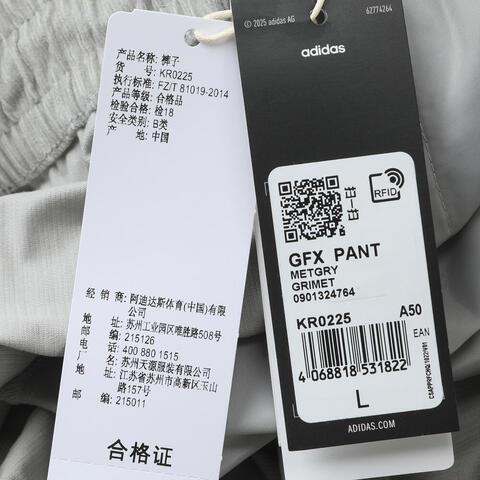 产品名称: 裤子
货 号: KR0225
执行标准: FZ/T 81019-2014
产品等级: 合格品
检验合格: 检18
安全类别: B类
产 地: 中国
经 销 商: 阿迪达斯体育(中国)有限
公司
地 址: 苏州工业园区唯胜路508号
邮 编: 215126
电 话: 400 880 1515
厂 名: 苏州天源服装有限公司
地 址: 江苏省苏州市高新区玉山
路157号
邮 编: 215011
合格证
© 2025 adidas AG
62774264
adidas
RFID
GFX PANT
METGRY
GRIMET
0901324764
KR0225 A50
EAN
4 068818 531822
L
ADIDAS.COM